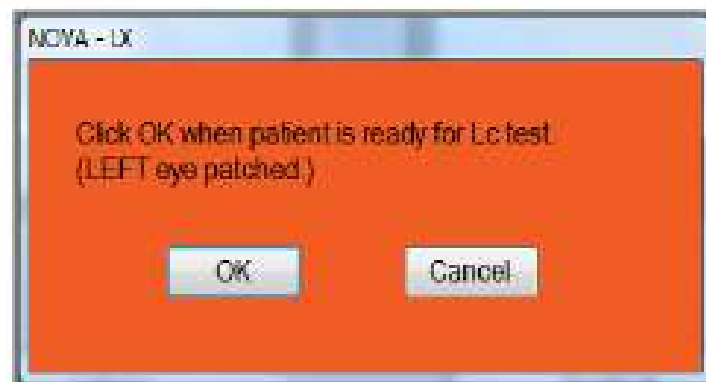 NOVA - LX
Click OK when patient is ready for Lc test.
(LEFT eye patched.)
OK
Cancel